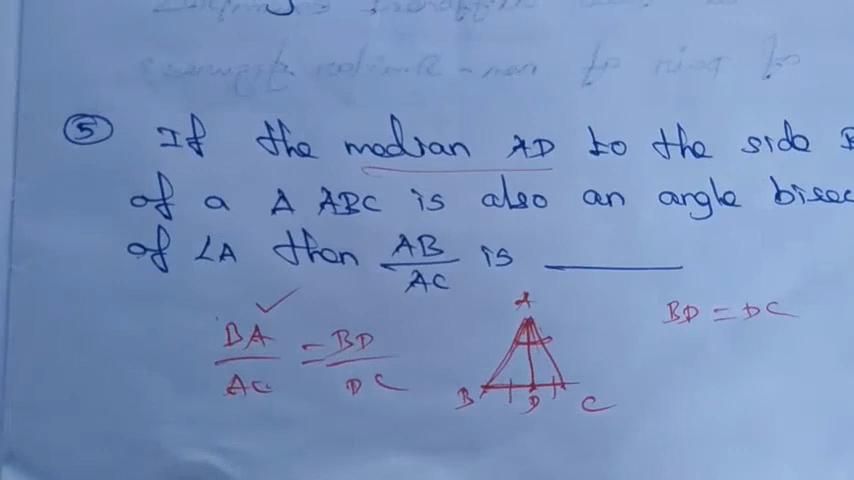 ⑤ If the median AD to the side
of a Δ ABC is also an angle bisec
of ∠A then AB/AC is ______
BA/AC = BD/DC
A
B D C
BD = DC